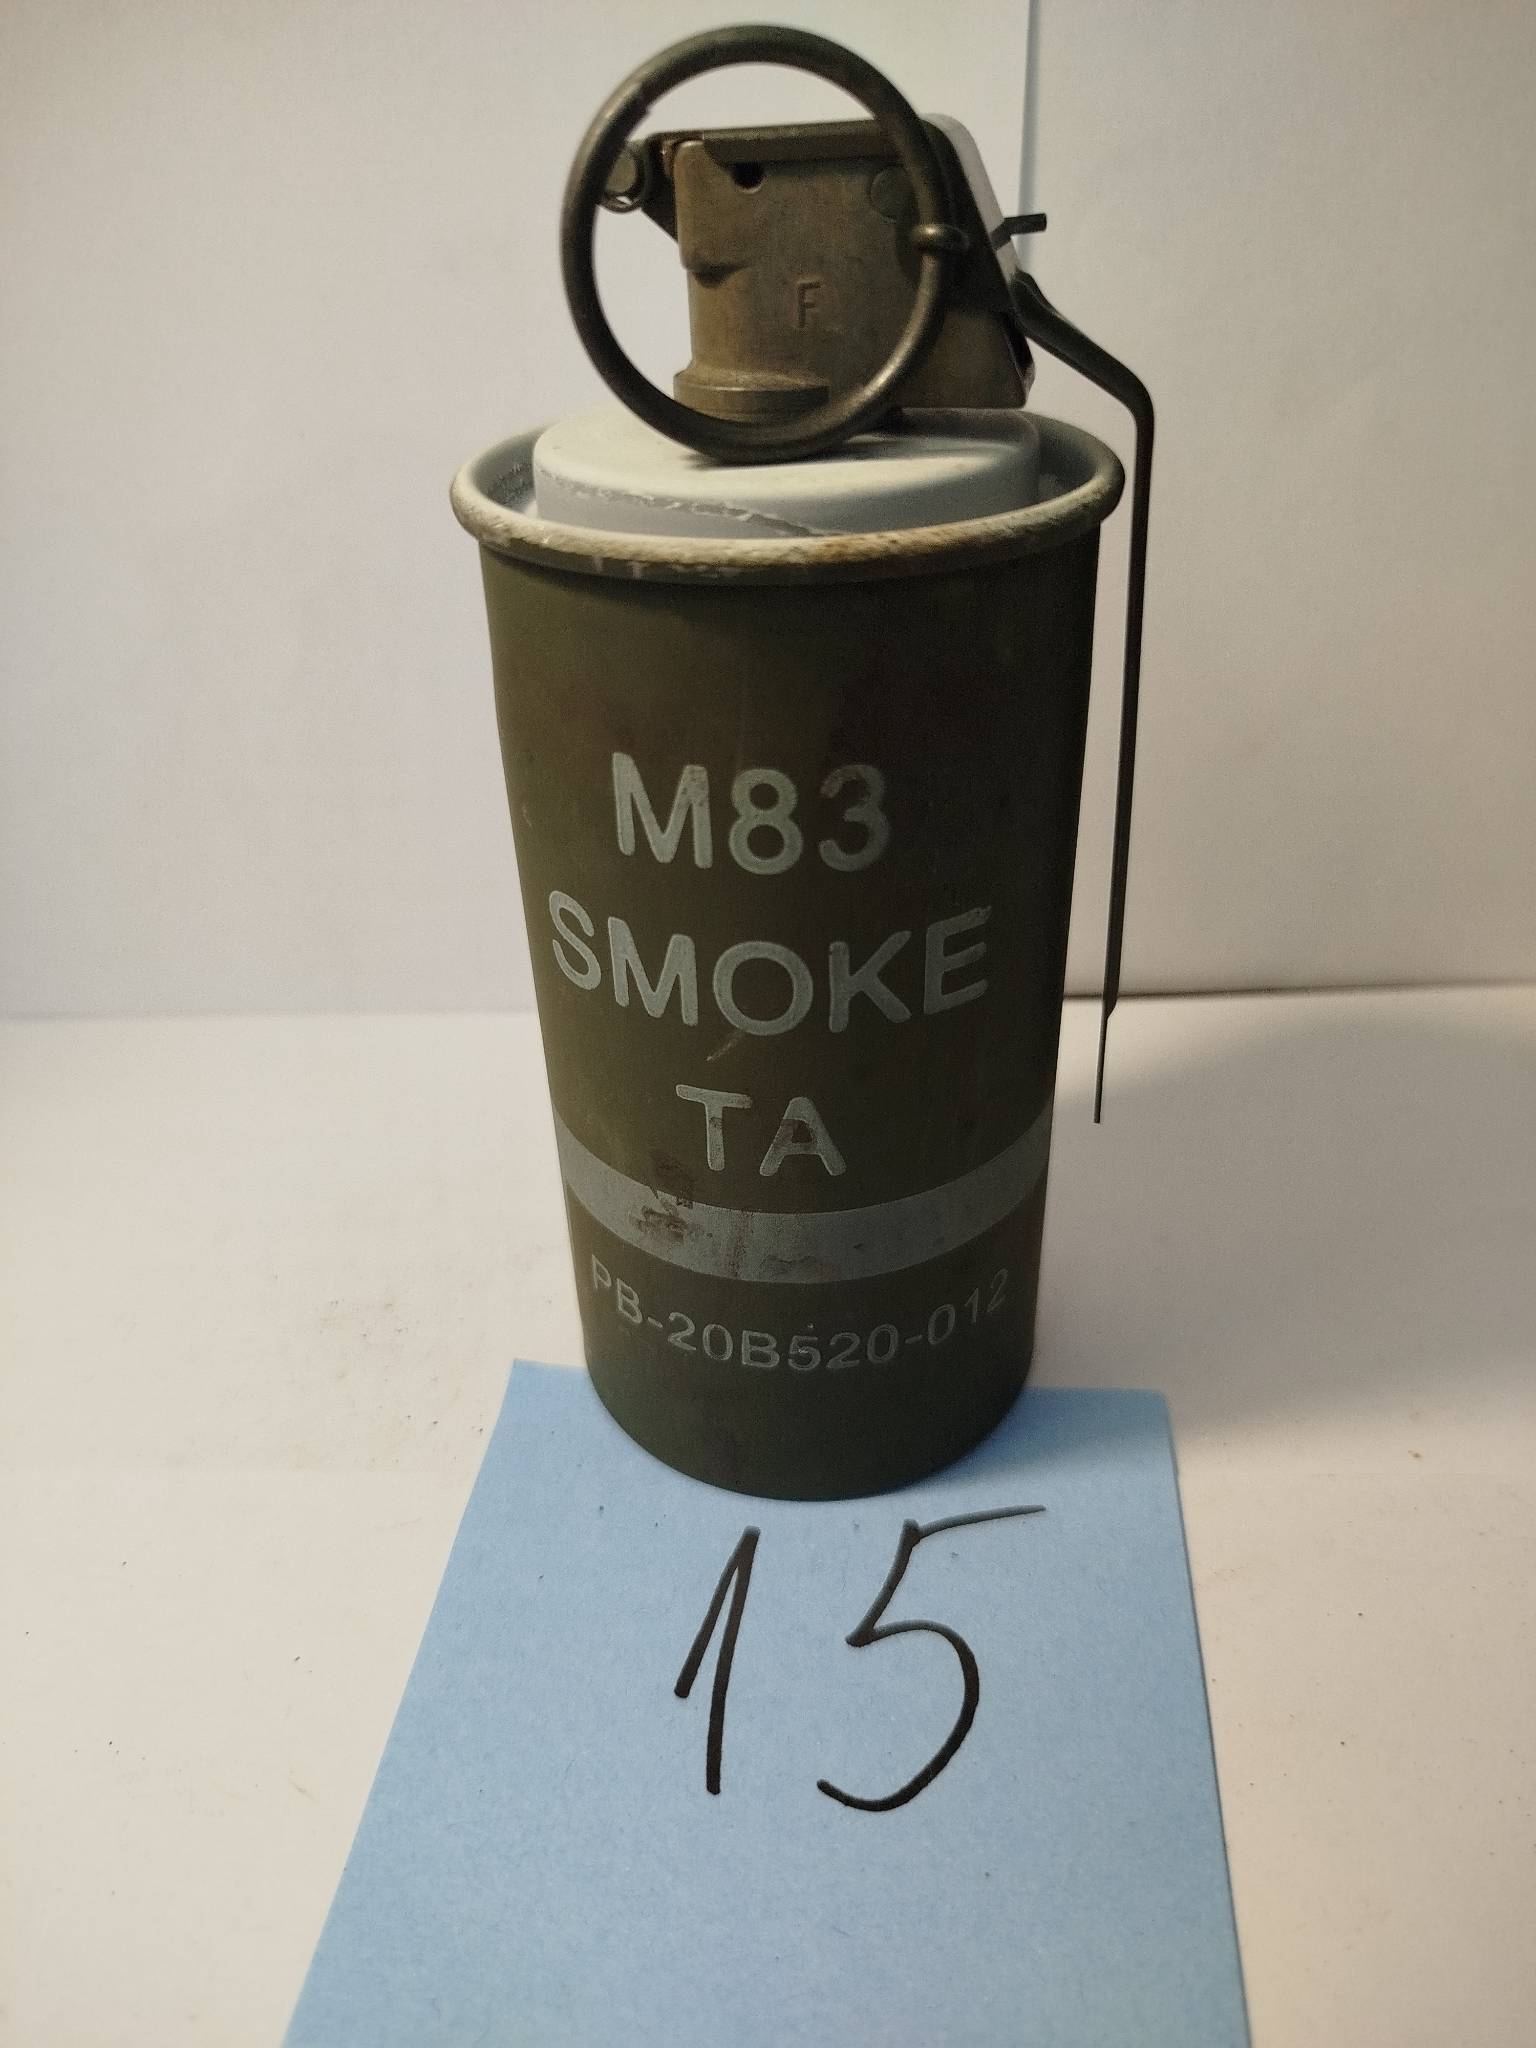 F
M83
SMOKE
TA
PB-20B520-012
15